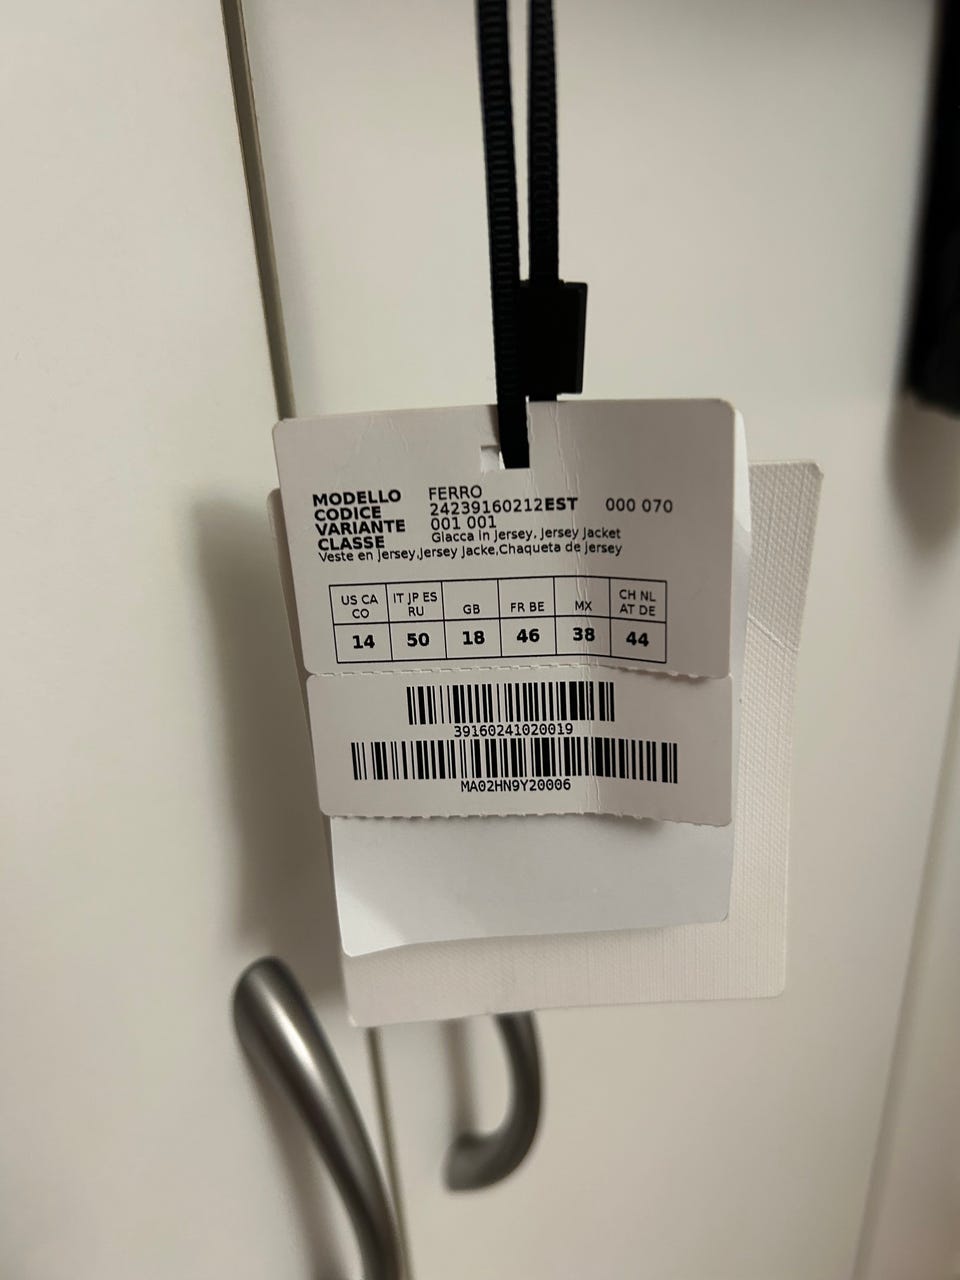 MODELLO FERRO
CODICE 24239160212EST 000 070
VARIANTE 001 001
CLASSE Giacca in Jersey, Jersey Jacket
Veste en Jersey,Jersey Jacke,Chaqueta de jersey
US CA CO IT JP ES RU GB FR BE MX CH NL AT DE
14 50 18 46 38 44
39160241020019
MA02HN9Y20006